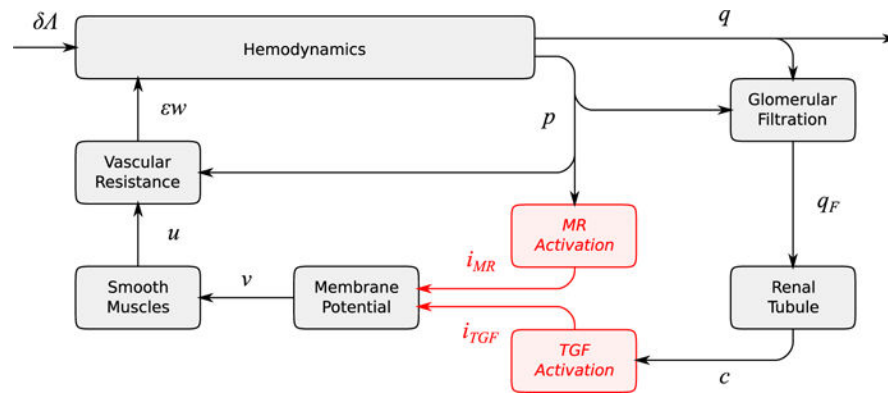 δΛ
Hemodynamics
q
εw
p
Glomerular
Filtration
Vascular
Resistance
MR
Activation
q_F
u
i_MR
v
Smooth
Muscles
Membrane
Potential
Renal
Tubule
i_TGF
TGF
Activation
c